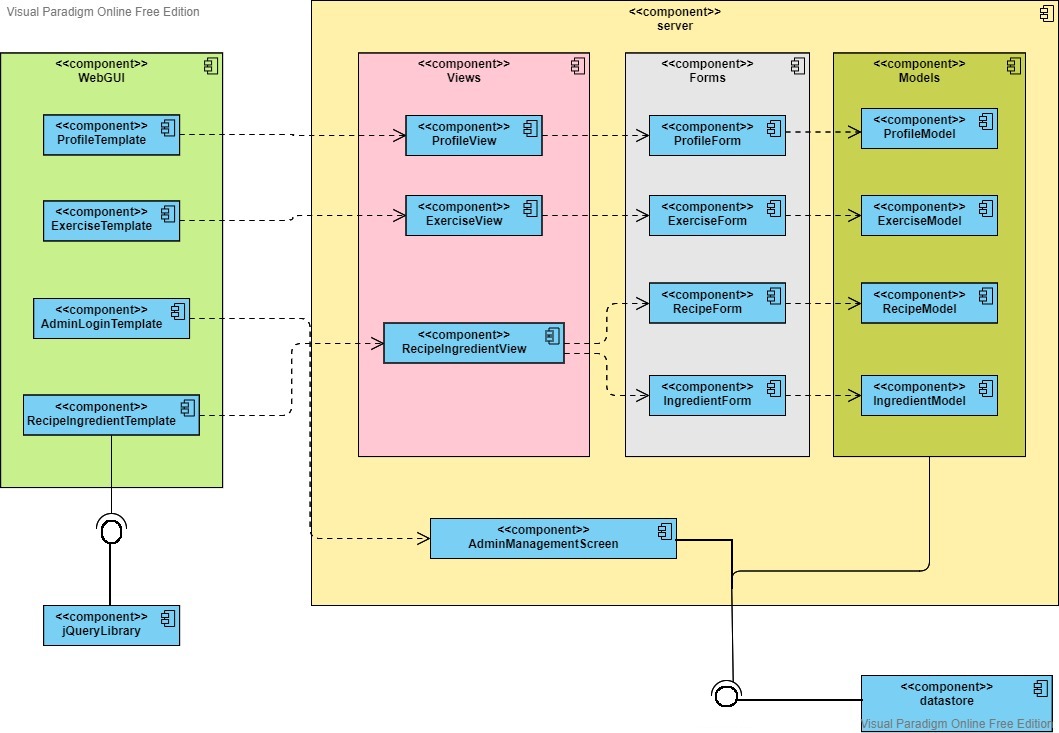 Visual Paradigm Online Free Edition
<<component>>
server
<<component>>
WebGUI
<<component>>
ProfileTemplate
<<component>>
ExerciseTemplate
<<component>>
AdminLoginTemplate
<<component>>
RecipeIngredientTemplate
<<component>>
Views
<<component>>
ProfileView
<<component>>
ExerciseView
<<component>>
RecipeIngredientView
<<component>>
Forms
<<component>>
ProfileForm
<<component>>
ExerciseForm
<<component>>
RecipeForm
<<component>>
IngredientForm
<<component>>
Models
<<component>>
ProfileModel
<<component>>
ExerciseModel
<<component>>
RecipeModel
<<component>>
IngredientModel
<<component>>
AdminManagementScreen
<<component>>
jQueryLibrary
<<component>>
datastore
Visual Paradigm Online Free Edition